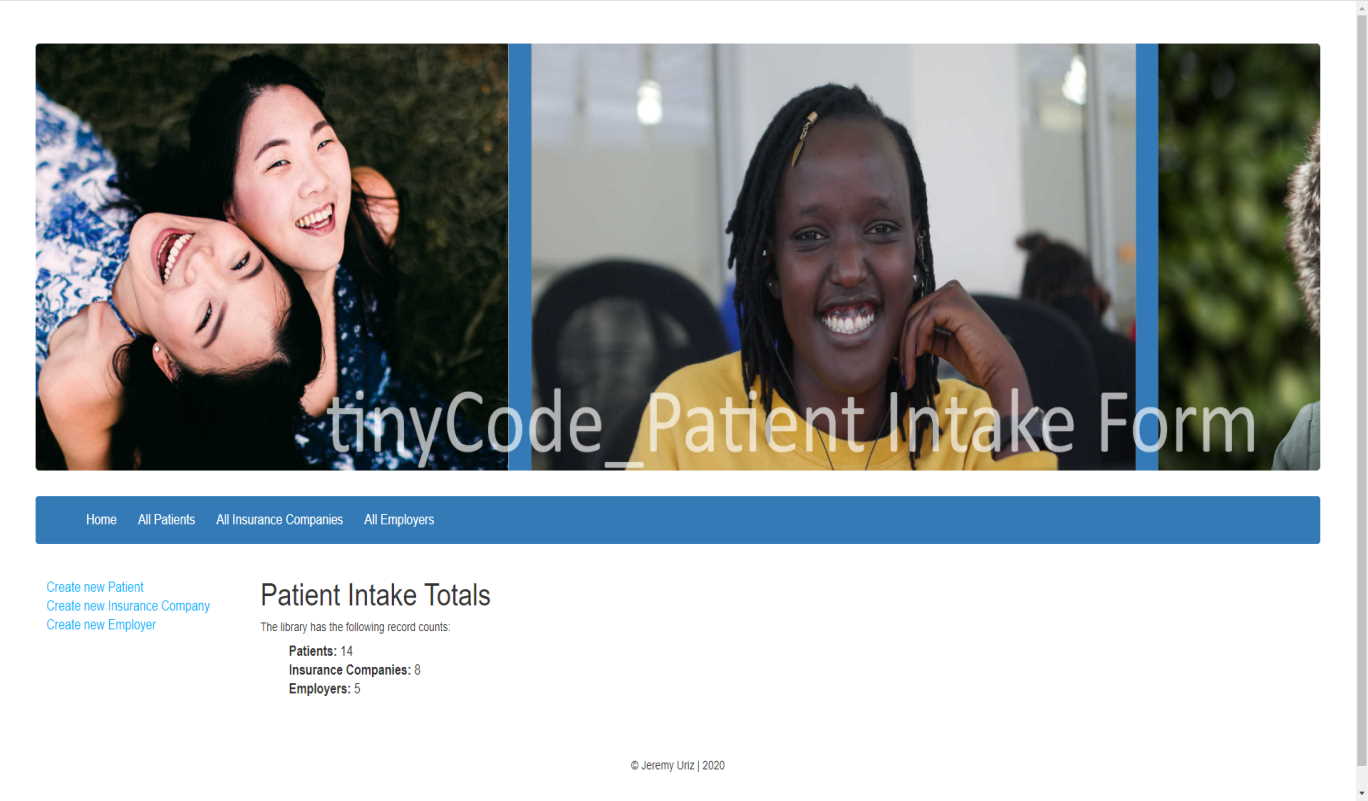 tinyCode_Patient Intake Form
Home All Patients All Insurance Companies All Employers
Create new Patient
Create new Insurance Company
Create new Employer
Patient Intake Totals
The library has the following record counts:
Patients: 14
Insurance Companies: 8
Employers: 5
© Jeremy Uriz | 2020